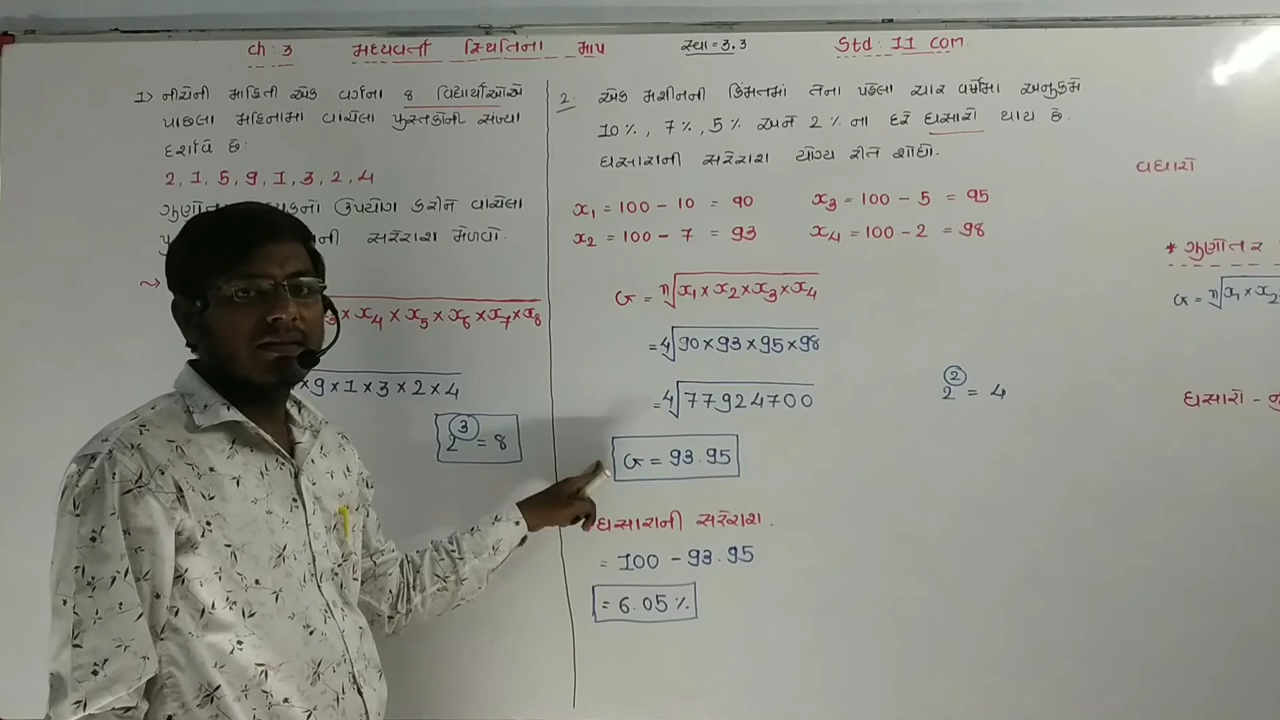 ch: 3 મધ્યવર્તી સ્થિતિના માપ સ્વા = 3.3 Std: 11 com.
1) નીચેની માહિતી એક વર્ગના 8 વિદ્યાર્થીઓએ
પાછલા મહિનામાં વાંચેલા પુસ્તકોની સંખ્યા
દર્શાવે છે:
2, 1, 5, 9, 1, 3, 2, 4
ઉપયોગ કરીને વાંચેલા
ની સરેરાશ મેળવો.
3 × x4 × x5 × x6 × x7 × x8
× 9 × 1 × 3 × 2 × 4
2^3 = 8
2. એક મશીનની કિંમતમાં તેના પહેલા ચાર વર્ષમાં અનુક્રમે
10%, 7%, 5% અને 2% ના દરે ઘસારો થાય છે.
ઘસારાની સરેરાશ યોગ્ય રીતે શોધો.
x1 = 100 - 10 = 90 x3 = 100 - 5 = 95
x2 = 100 - 7 = 93 x4 = 100 - 2 = 98
G = n√x1 × x2 × x3 × x4
= 4√90 × 93 × 95 × 98
= 4√77924700
G = 93.95
ઘસારાની સરેરાશ.
= 100 - 93.95
= 6.05%
2^2 = 4
વધારો
* ગુણોત્તર
G = n√x1 × x2
ઘસારો -